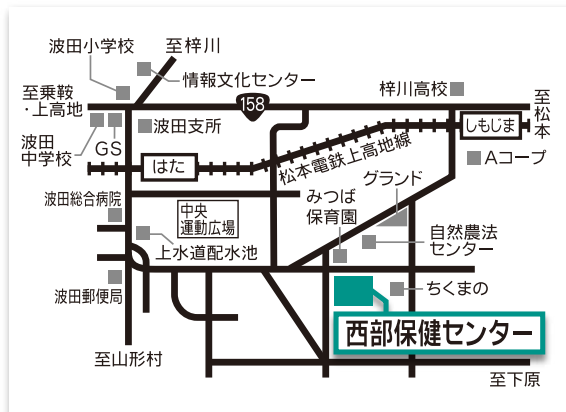 波田小学校
至梓川
情報文化センター
至乗鞍
・上高地
158
梓川高校
至松本
波田
中学校
GS
波田支所
しもじま
はた
松本電鉄上高地線
Aコープ
グランド
みつば
保育園
波田総合病院
中央
運動広場
自然農法
センター
上水道配水池
波田郵便局
ちくまの
西部保健センター
至山形村
至下原